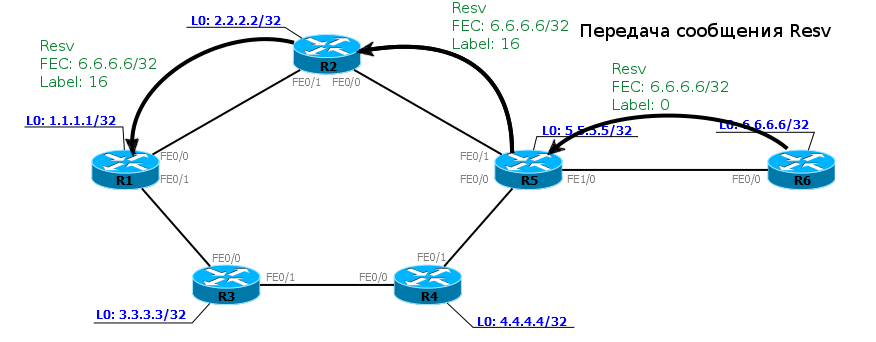 L0: 2.2.2.2/32
Resv
FEC: 6.6.6.6/32
Label: 16
Передача сообщения Resv
Resv
FEC: 6.6.6.6/32
Label: 16
R2
FE0/1
FE0/0
Resv
FEC: 6.6.6.6/32
Label: 0
L0: 1.1.1.1/32
L0: 5.5.5.5/32
L0: 6.6.6.6/32
FE0/0
R1
FE0/1
FE0/1
FE0/0
R5
FE1/0
FE0/0
R6
FE0/0
FE0/1
R3
FE0/1
FE0/0
R4
L0: 3.3.3.3/32
L0: 4.4.4.4/32